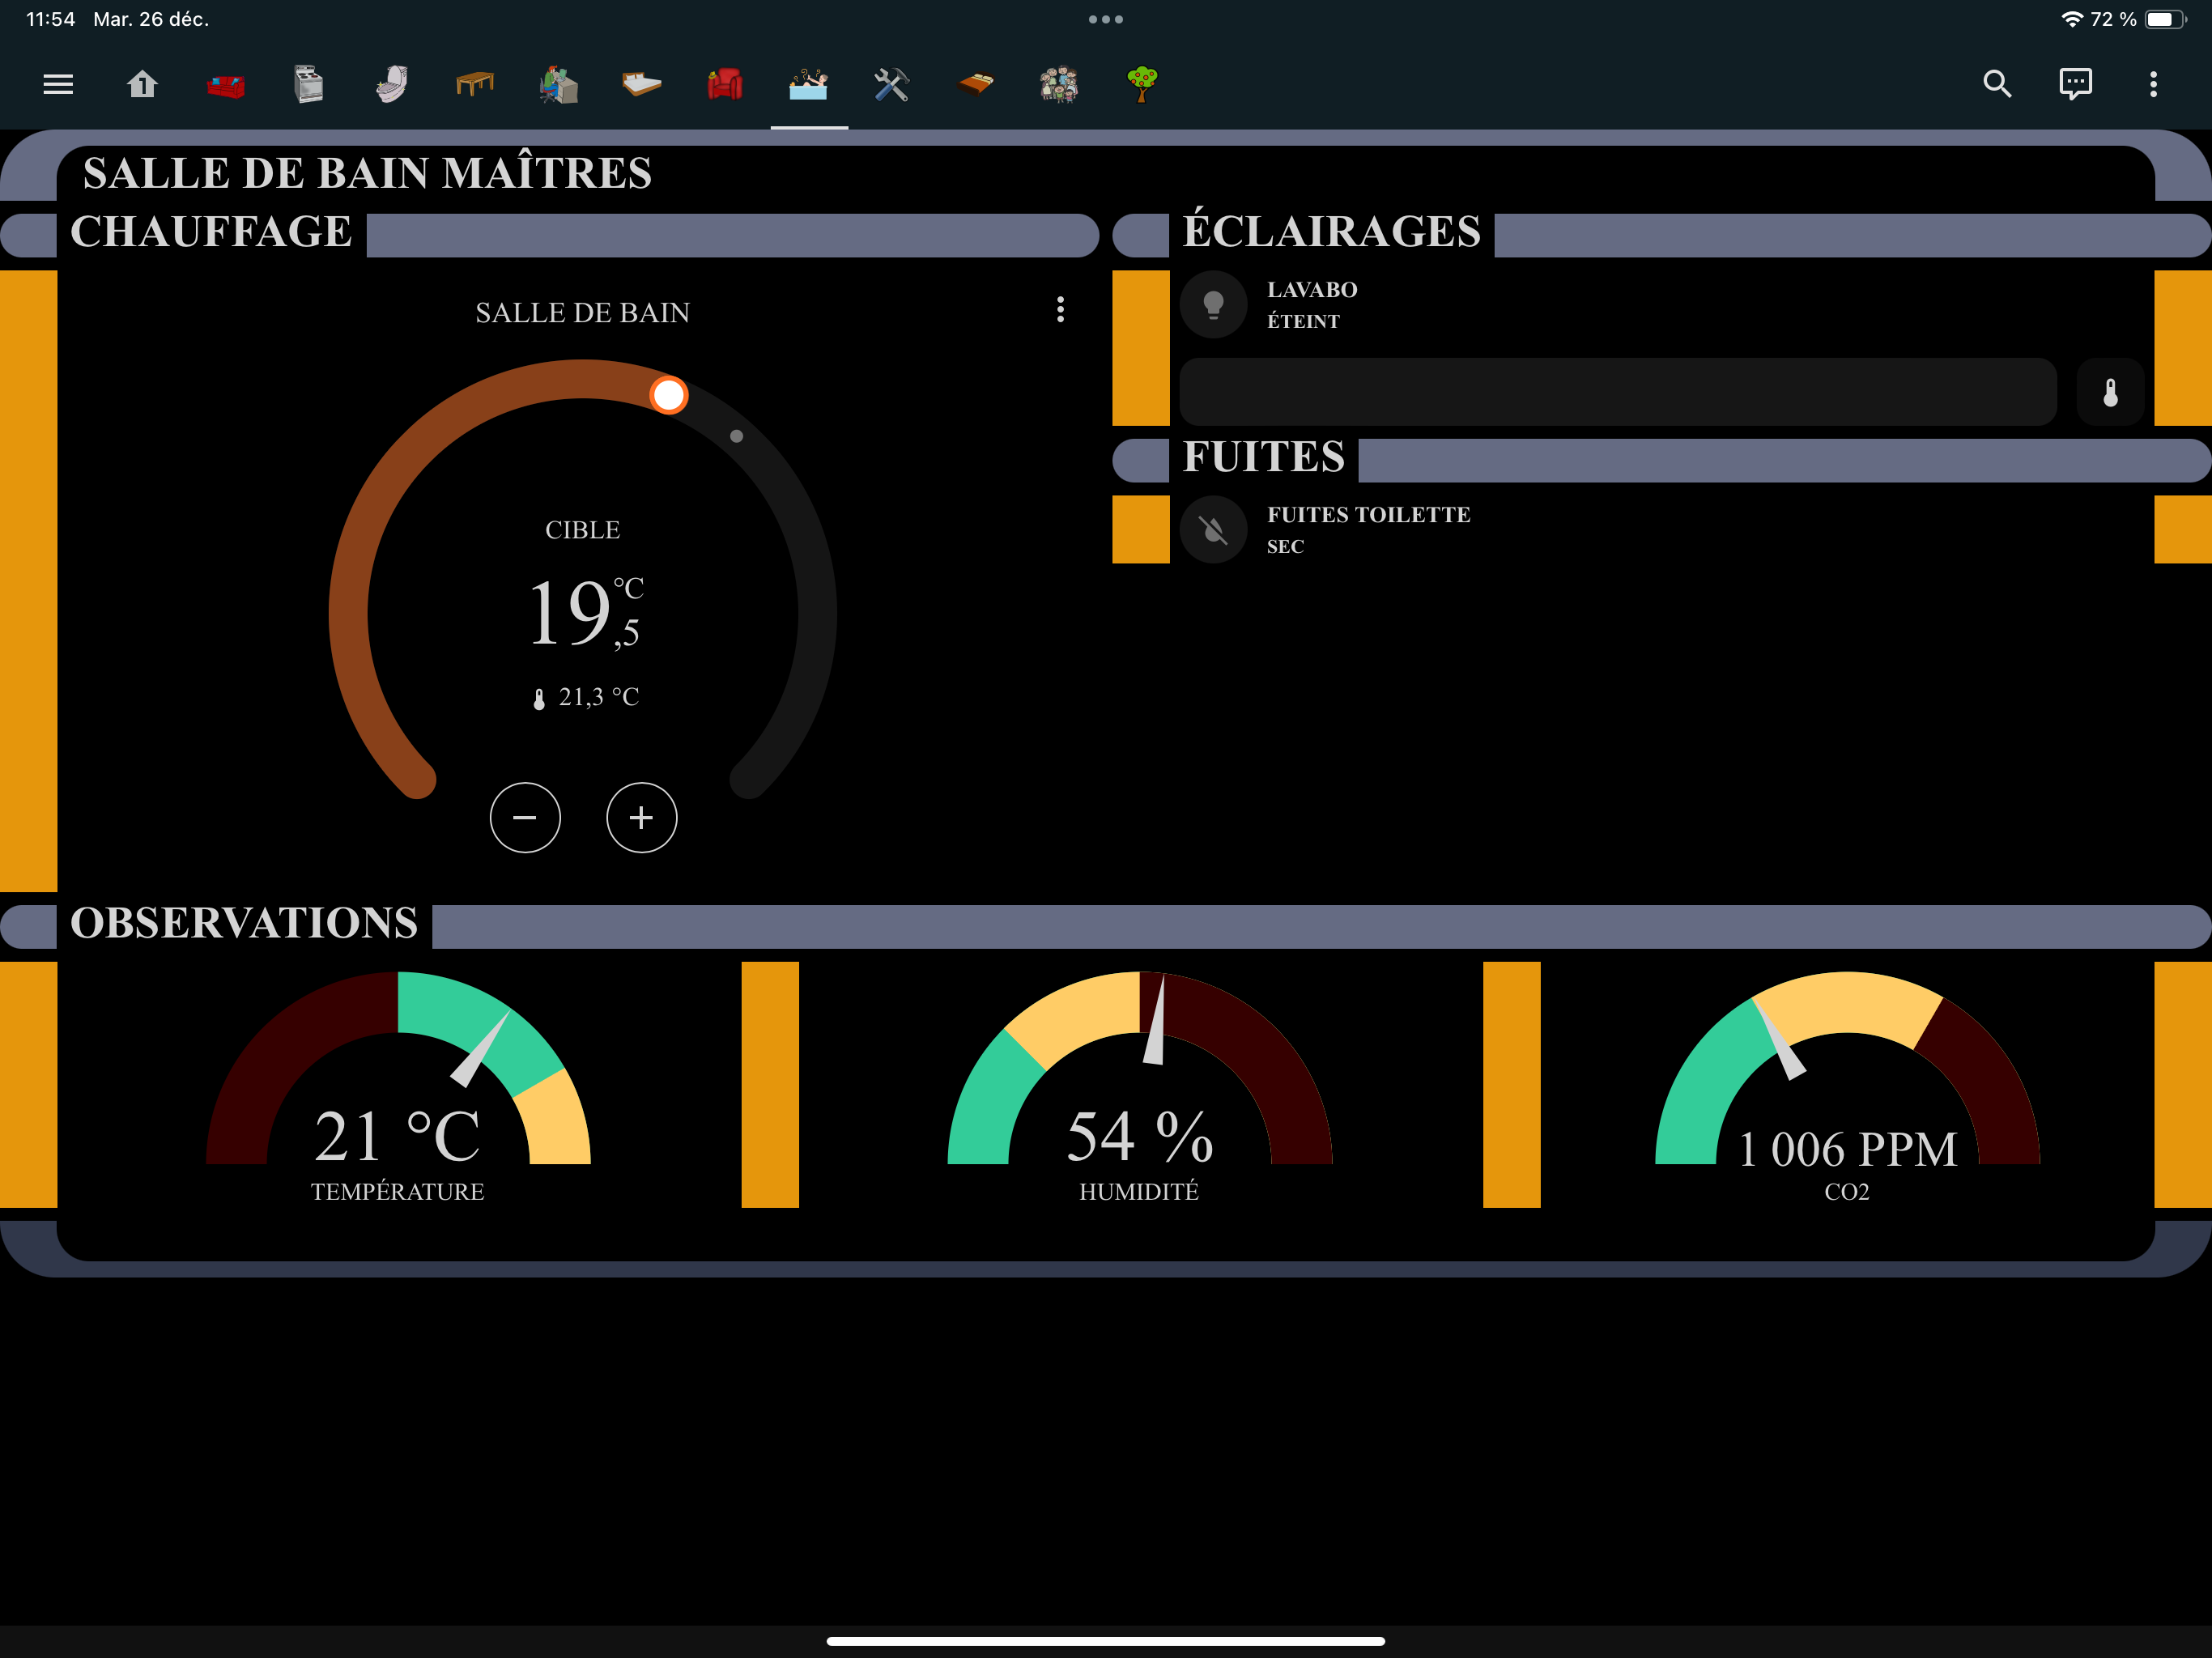 11:54 Mar. 26 déc.
72 %
1
SALLE DE BAIN MAÎTRES
CHAUFFAGE
SALLE DE BAIN
CIBLE
19,5 °C
21,3 °C
ÉCLAIRAGES
LAVABO
ÉTEINT
FUITES
FUITES TOILETTE
SEC
OBSERVATIONS
21 °C
TEMPÉRATURE
54 %
HUMIDITÉ
1 006 PPM
CO2